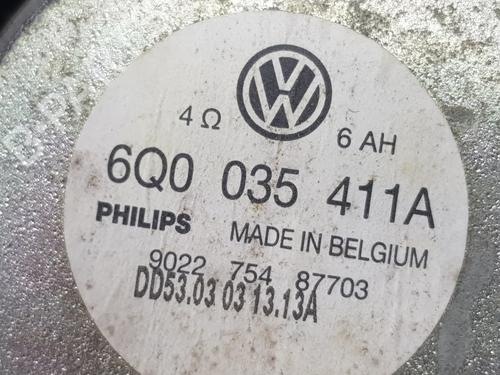 4 Ω
6 AH
6Q0 035 411A
PHILIPS MADE IN BELGIUM
9022 754 87703
DD53.03 03 13.13A